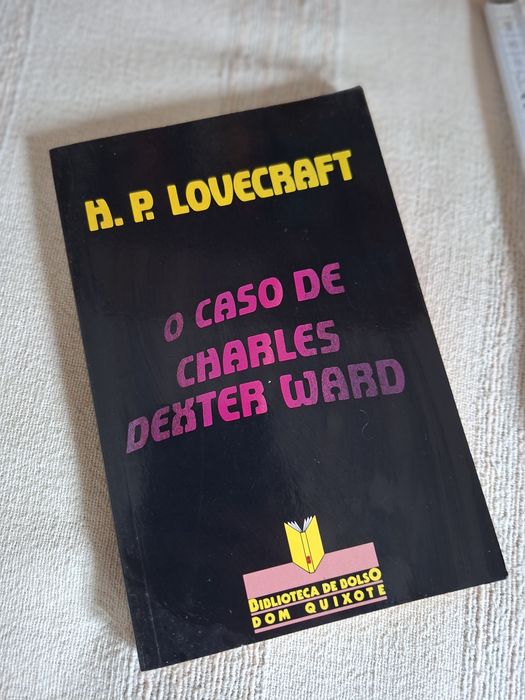 H. P. LOVECRAFT
O CASO DE
CHARLES
DEXTER WARD
BIBLIOTECA DE BOLSO
DOM QUIXOTE